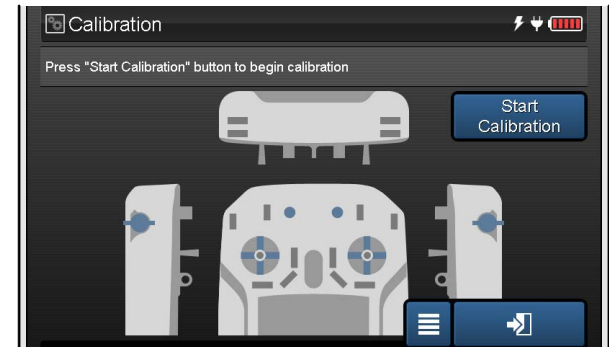 Calibration
Press "Start Calibration" button to begin calibration
Start
Calibration